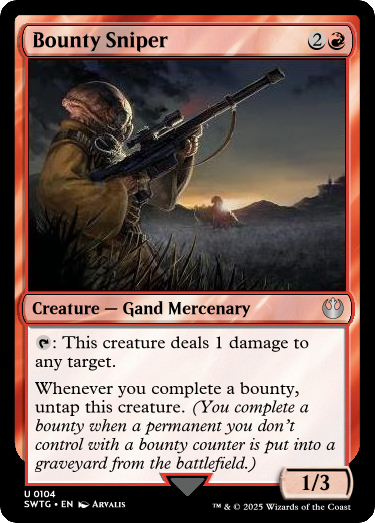 Bounty Sniper 2
Creature — Gand Mercenary
: This creature deals 1 damage to
any target.
Whenever you complete a bounty,
untap this creature. (You complete a
bounty when a permanent you don't
control with a bounty counter is put into a
graveyard from the battlefield.)
1/3
U 0104
SWTG • EN Arvalis
™ & © 2025 Wizards of the Coast